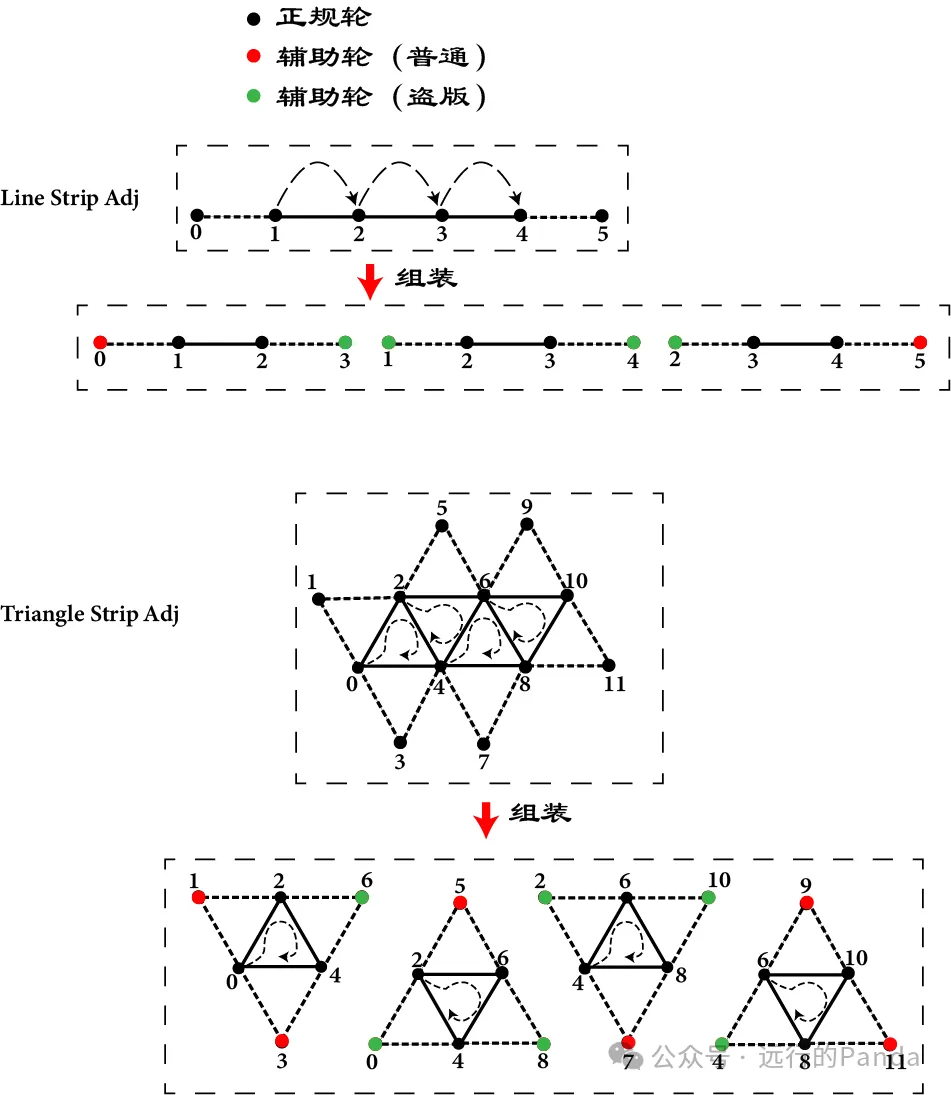 正规轮
辅助轮（普通）
辅助轮（盗版）
Line Strip Adj
0 1 2 3 4 5
组装
0 1 2 3 1 2 3 4 2 3 4 5
5 9
1 2 6 10
Triangle Strip Adj
0 4 8 11
3 7
组装
1 2 6 5 2 6 10 9
2 6 6 10
0 4 4 8
3 0 4 8 7 4 8 11
公众号 · 远行的Panda